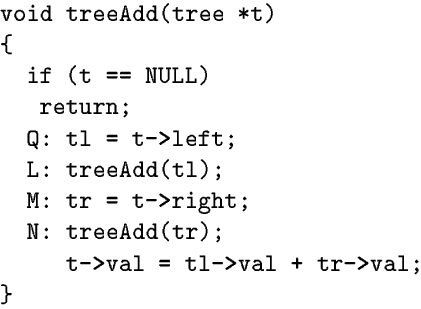 void treeAdd(tree *t)
{
if (t == NULL)
return;
Q: tl = t->left;
L: treeAdd(tl);
M: tr = t->right;
N: treeAdd(tr);
t->val = tl->val + tr->val;
}